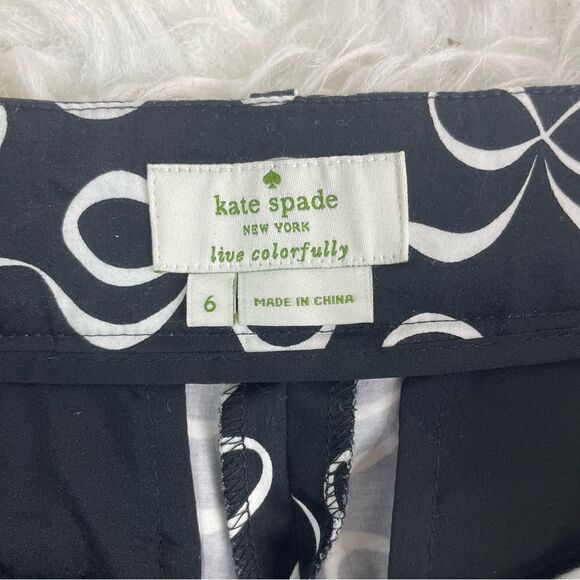 kate spade
NEW YORK
live colorfully
6
MADE IN CHINA